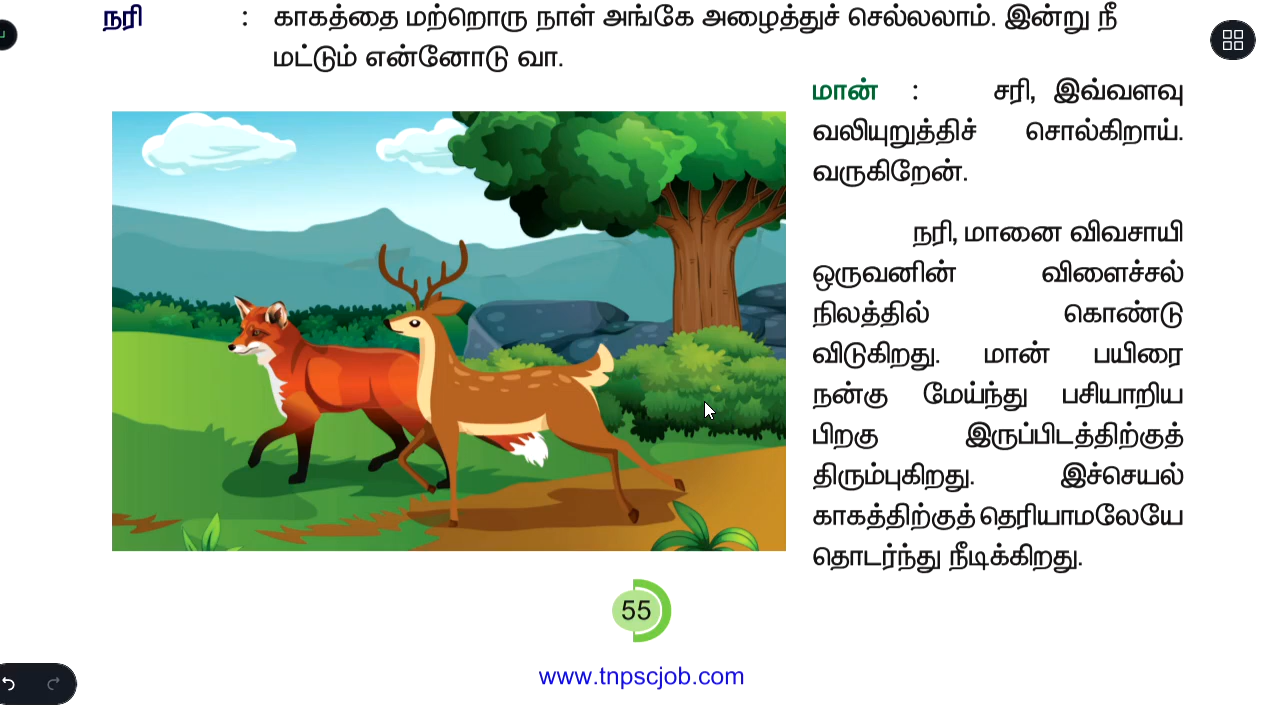 நரி : காகத்தை மற்றொரு நாள் அங்கே அழைத்துச் செல்லலாம். இன்று நீ
மட்டும் என்னோடு வா.
மான் : சரி, இவ்வளவு
வலியுறுத்திச் சொல்கிறாய்.
வருகிறேன்.
நரி, மானை விவசாயி
ஒருவனின் விளைச்சல்
நிலத்தில் கொண்டு
விடுகிறது. மான் பயிரை
நன்கு மேய்ந்து பசியாறிய
பிறகு இருப்பிடத்திற்குத்
திரும்புகிறது. இச்செயல்
காகத்திற்குத் தெரியாமலேயே
தொடர்ந்து நீடிக்கிறது.
55
www.tnpscjob.com